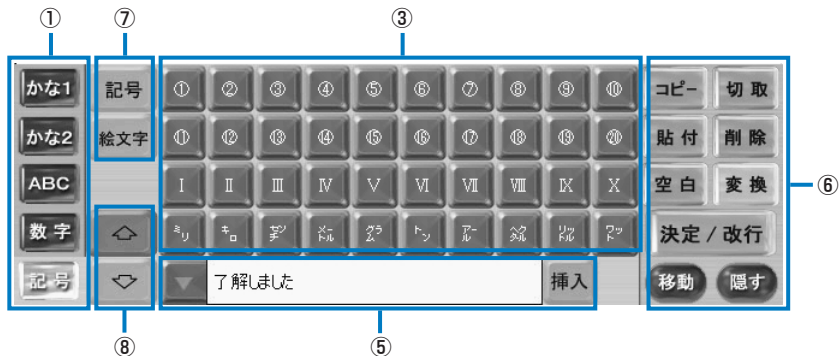 ① ⑦ ③
かな1 記号 ① ② ③ ④ ⑤ ⑥ ⑦ ⑧ ⑨ ⑩ コピー 切取
かな2 絵文字 ⑪ ⑫ ⑬ ⑭ ⑮ ⑯ ⑰ ⑱ ⑲ ⑳ 貼付 削除
ABC Ⅰ Ⅱ Ⅲ Ⅳ Ⅴ Ⅵ Ⅶ Ⅷ Ⅸ Ⅹ 空白 変換 ⑥
数字 ㍉ ㌔ ㌢ ㍍ ㌘ ㌧ ㌃ ㌶ ㍑ ㍗ 決定 / 改行
記号 了解しました 挿入 移動 隠す
⑧ ⑤